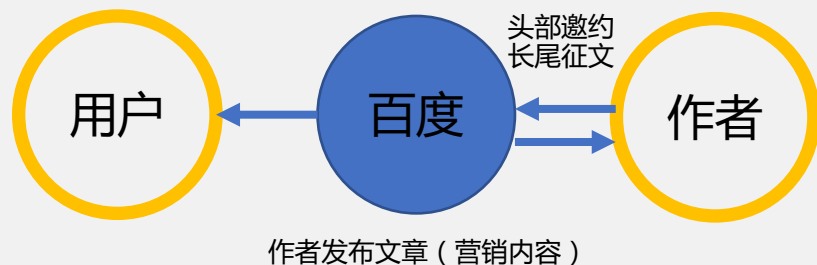 头部邀约
长尾征文
用户
百度
作者
作者发布文章（营销内容）